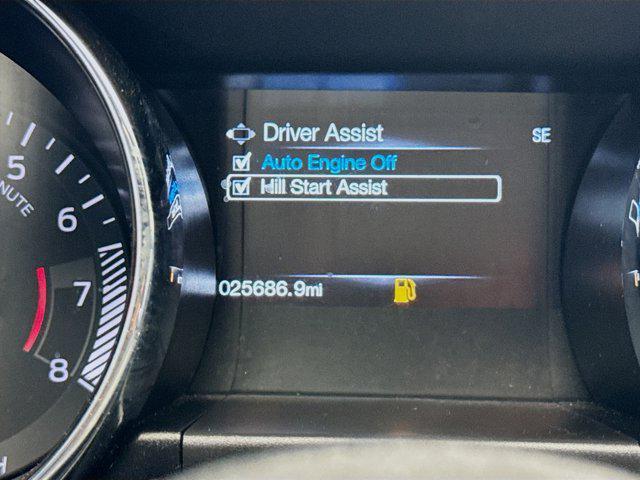 Driver Assist SE
Auto Engine Off
Hill Start Assist
025686.9mi
5
6
7
8